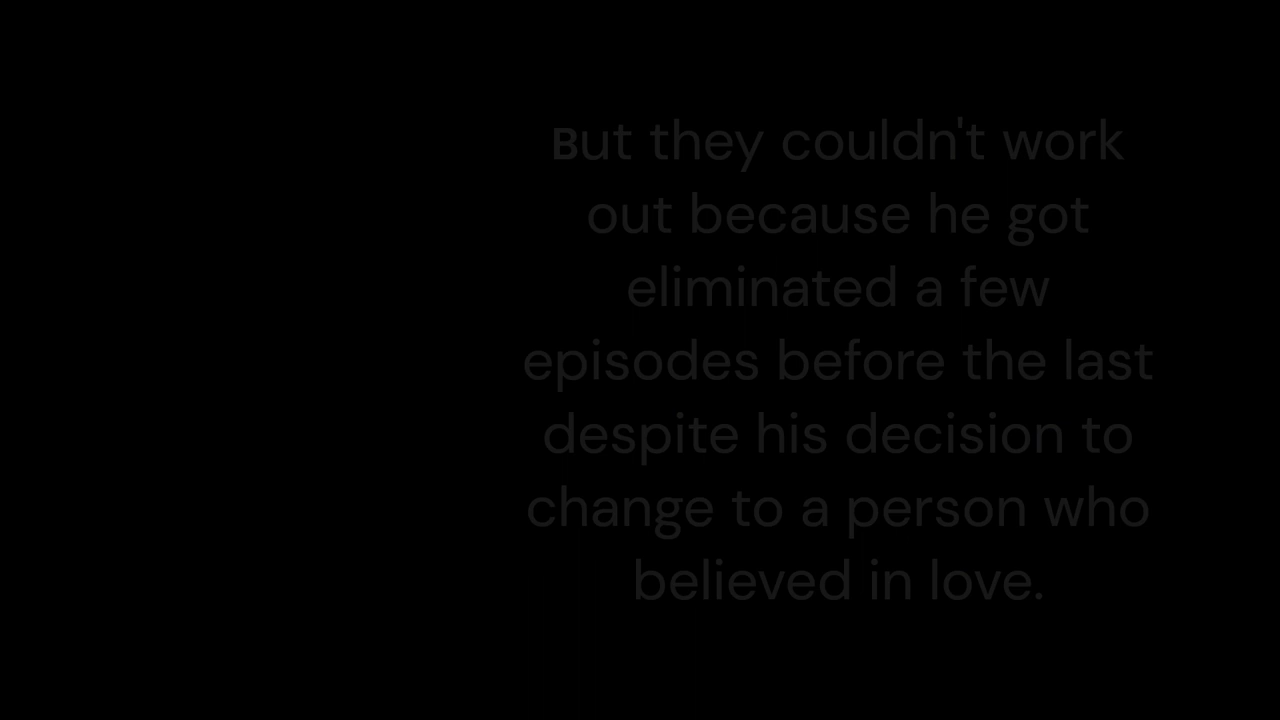 But they couldn't work
out because he got
eliminated a few
episodes before the last
despite his decision to
change to a person who
believed in love.